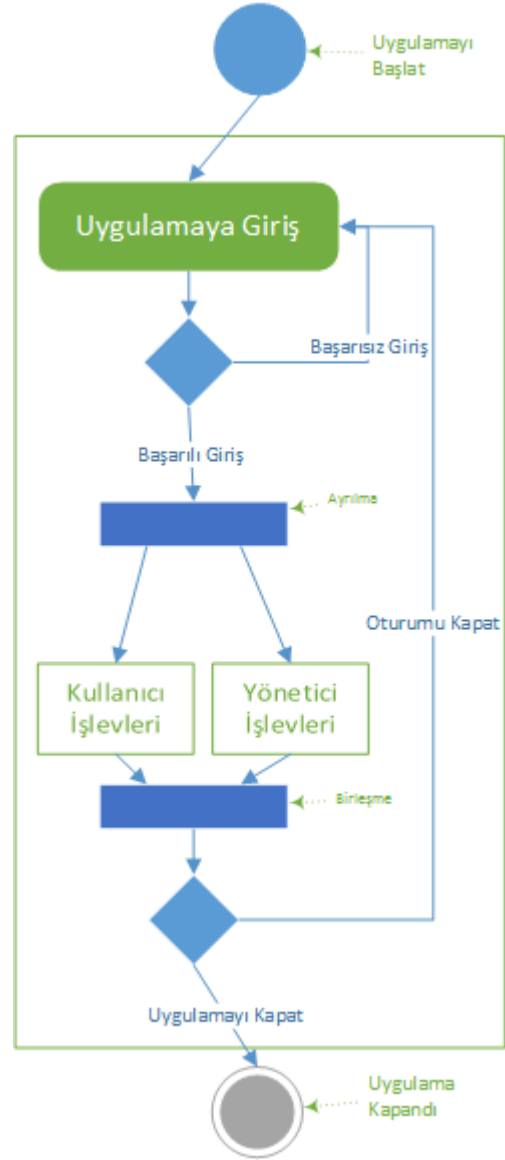 Uygulamayı
Başlat
Uygulamaya Giriş
Başarısız Giriş
Başarılı Giriş
Ayrılma
Oturumu Kapat
Kullanıcı
İşlevleri
Yönetici
İşlevleri
Birleşme
Uygulamayı Kapat
Uygulama
Kapandı